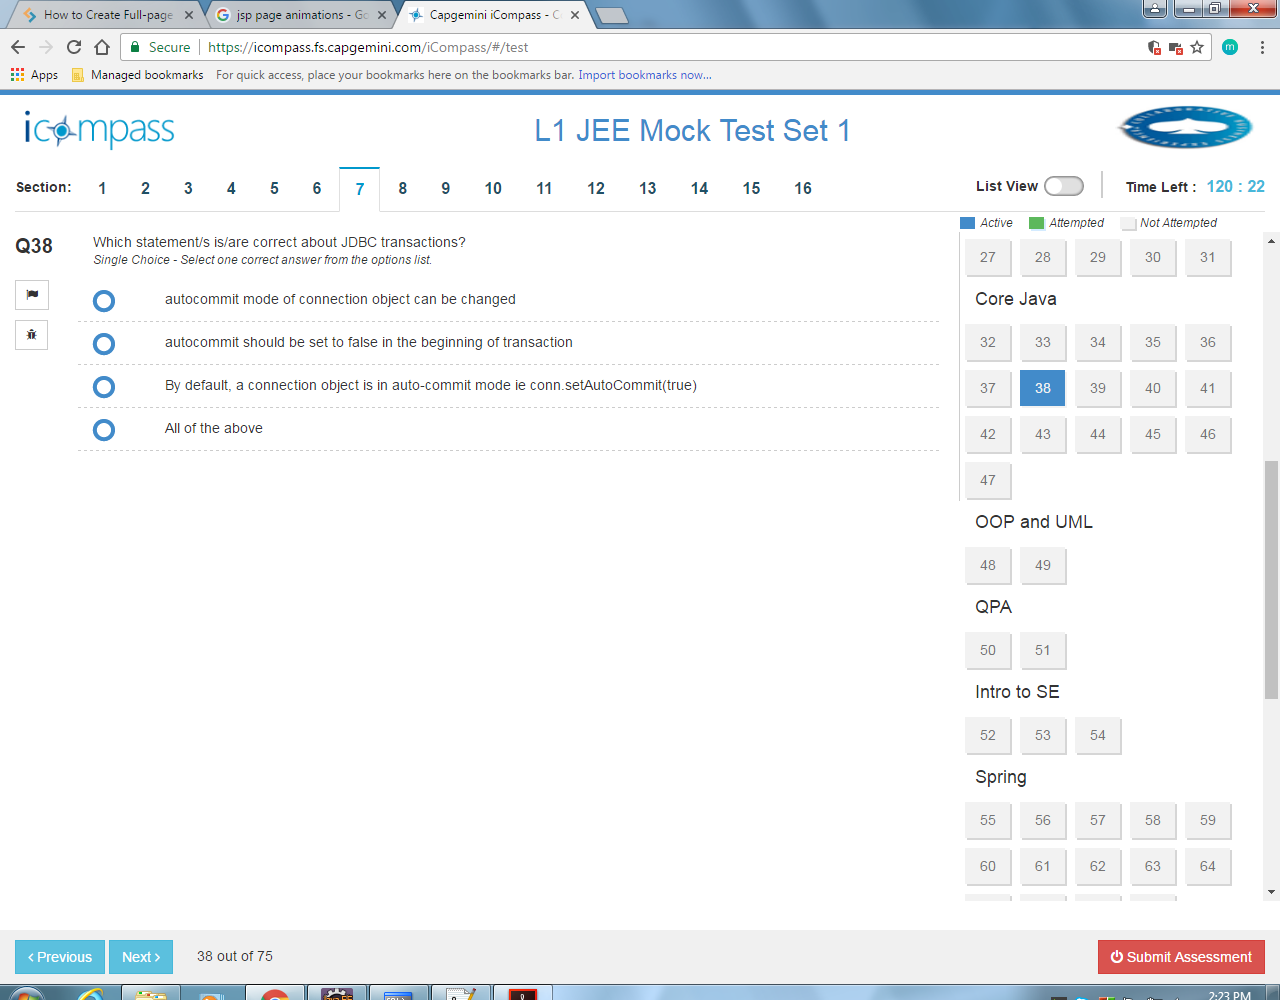 How to Create Full-page
jsp page animations - Go
Capgemini iCompass - C
Secure
https://icompass.fs.capgemini.com/iCompass/#/test
m
Apps
Managed bookmarks
For quick access, place your bookmarks here on the bookmarks bar. Import bookmarks now...
icompass
L1 JEE Mock Test Set 1
Section: 1 2 3 4 5 6 7 8 9 10 11 12 13 14 15 16
List View
Time Left : 120 : 22
Active Attempted Not Attempted
Q38
Which statement/s is/are correct about JDBC transactions?
Single Choice - Select one correct answer from the options list.
autocommit mode of connection object can be changed
autocommit should be set to false in the beginning of transaction
By default, a connection object is in auto-commit mode ie conn.setAutoCommit(true)
All of the above
27 28 29 30 31
Core Java
32 33 34 35 36
37 38 39 40 41
42 43 44 45 46
47
OOP and UML
48 49
QPA
50 51
Intro to SE
52 53 54
Spring
55 56 57 58 59
60 61 62 63 64
‹ Previous
Next ›
38 out of 75
Submit Assessment
2:23 PM